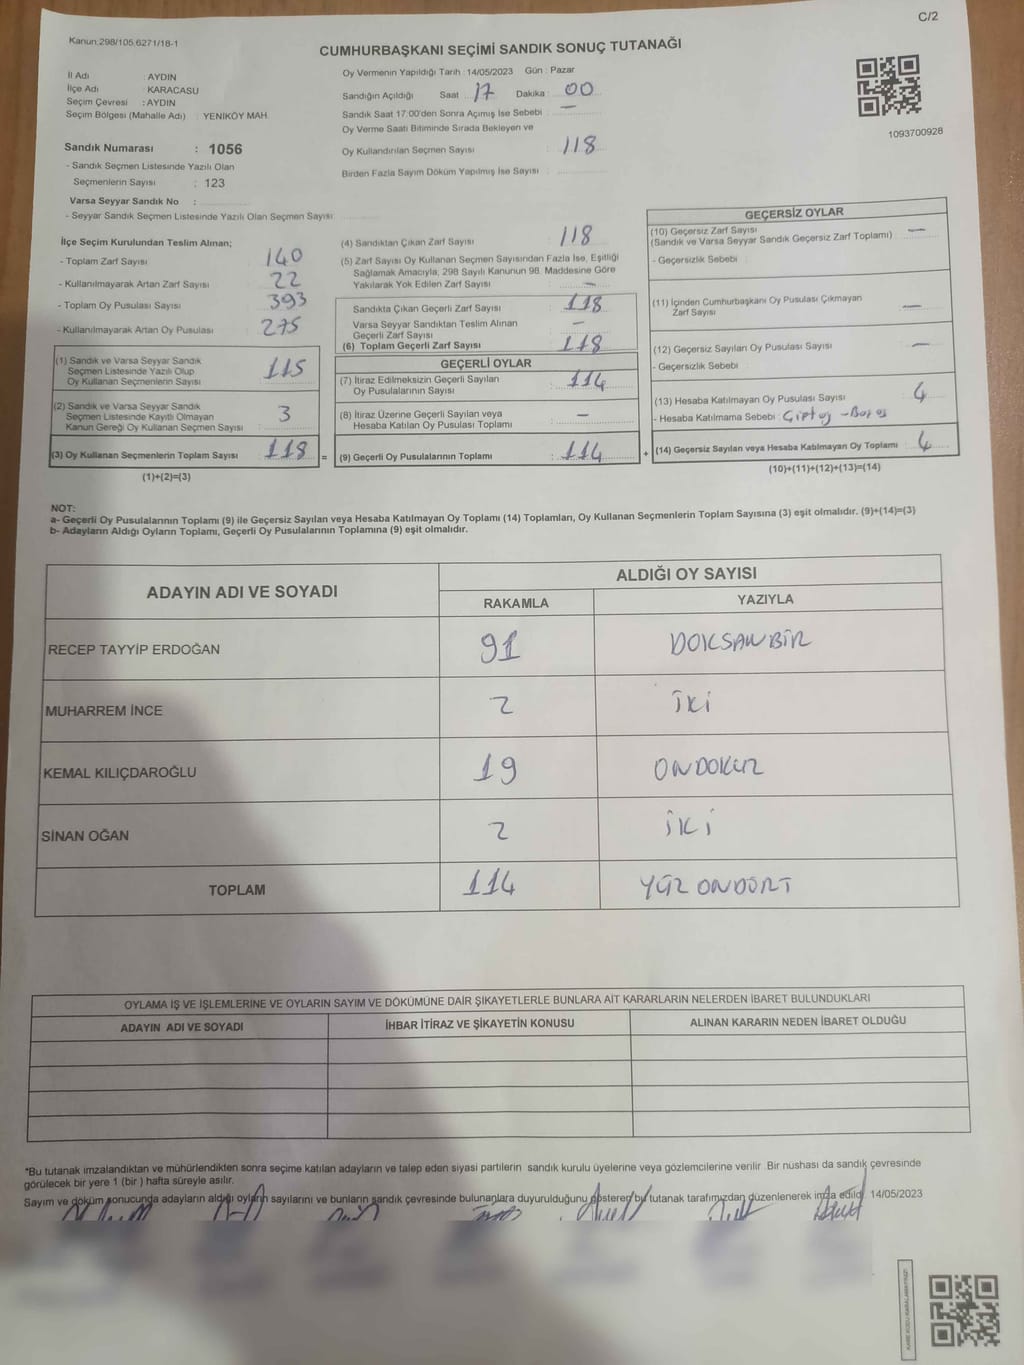 C/2
Kanun.298/105.6271/18-1
CUMHURBAŞKANI SEÇİMİ SANDIK SONUÇ TUTANAĞI
İl Adı : AYDIN
İlçe Adı : KARACASU
Seçim Çevresi : AYDIN
Seçim Bölgesi (Mahalle Adı) : YENİKÖY MAH.
Oy Vermenin Yapıldığı Tarih : 14/05/2023 Gün : Pazar
Sandığın Açıldığı Saat : 17 Dakika : 00
Sandık Saat 17:00'den Sonra Açmış İse Sebebi : —
Oy Verme Saati Bitiminde Sırada Bekleyen ve
Oy Kullandırılan Seçmen Sayısı : 118
Birden Fazla Sayım Döküm Yapılmış İse Sayısı :
1093700928
Sandık Numarası : 1056
- Sandık Seçmen Listesinde Yazılı Olan
Seçmenlerin Sayısı : 123
Varsa Seyyar Sandık No :
- Seyyar Sandık Seçmen Listesinde Yazılı Olan Seçmen Sayısı :
İlçe Seçim Kurulundan Teslim Alınan;
- Toplam Zarf Sayısı : 140
- Kullanılmayarak Artan Zarf Sayısı : 22
- Toplam Oy Pusulası Sayısı : 393
- Kullanılmayarak Artan Oy Pusulası : 275
(1) Sandık ve Varsa Seyyar Sandık
Seçmen Listesinde Yazılı Olup
Oy Kullanan Seçmenlerin Sayısı : 115
(2) Sandık ve Varsa Seyyar Sandık
Seçmen Listesinde Kayıtlı Olmayan
Kanun Gereği Oy Kullanan Seçmen Sayısı : 3
(3) Oy Kullanan Seçmenlerin Toplam Sayısı : 118 =
(1)+(2)=(3)
(4) Sandıktan Çıkan Zarf Sayısı : 118
(5) Zarf Sayısı Oy Kullanan Seçmen Sayısından Fazla İse, Eşitliği
Sağlamak Amacıyla, 298 Sayılı Kanunun 98. Maddesine Göre
Yakılarak Yok Edilen Zarf Sayısı : —
Sandıkta Çıkan Geçerli Zarf Sayısı : 118
Varsa Seyyar Sandıktan Teslim Alınan
Geçerli Zarf Sayısı : —
(6) Toplam Geçerli Zarf Sayısı : 118
GEÇERLİ OYLAR
(7) İtiraz Edilmeksizin Geçerli Sayılan
Oy Pusulalarının Sayısı : 114
(8) İtiraz Üzerine Geçerli Sayılan veya
Hesaba Katılan Oy Pusulası Toplamı : —
(9) Geçerli Oy Pusulalarının Toplamı : 114 +
GEÇERSİZ OYLAR
(10) Geçersiz Zarf Sayısı : —
(Sandık ve Varsa Seyyar Sandık Geçersiz Zarf Toplamı)
- Geçersizlik Sebebi :
(11) İçinden Cumhurbaşkanı Oy Pusulası Çıkmayan
Zarf Sayısı : —
(12) Geçersiz Sayılan Oy Pusulası Sayısı : —
- Geçersizlik Sebebi :
(13) Hesaba Katılmayan Oy Pusulası Sayısı : 4
- Hesaba Katılmama Sebebi :
(14) Geçersiz Sayılan veya Hesaba Katılmayan Oy Toplamı : 4
(10)+(11)+(12)+(13)=(14)
NOT:
a- Geçerli Oy Pusulalarının Toplamı (9) ile Geçersiz Sayılan veya Hesaba Katılmayan Oy Toplamı (14) Toplamları, Oy Kullanan Seçmenlerin Toplam Sayısına (3) eşit olmalıdır. (9)+(14)=(3)
b- Adayların Aldığı Oyların Toplamı, Geçerli Oy Pusulalarının Toplamına (9) eşit olmalıdır.
ADAYIN ADI VE SOYADI
ALDIĞI OY SAYISI
RAKAMLA YAZIYLA
RECEP TAYYİP ERDOĞAN 91 DOKSANBİR
MUHARREM İNCE 2 İKİ
KEMAL KILIÇDAROĞLU 19 ONDOKUZ
SİNAN OĞAN 2 İKİ
TOPLAM 114 YÜZ ONDÖRT
OYLAMA İŞ VE İŞLEMLERİNE VE OYLARIN SAYIM VE DÖKÜMÜNE DAİR ŞİKAYETLERLE BUNLARA AİT KARARLARIN NELERDEN İBARET BULUNDUKLARI
ADAYIN ADI VE SOYADI İHBAR İTİRAZ VE ŞİKAYETİN KONUSU ALINAN KARARIN NEDEN İBARET OLDUĞU
*Bu tutanak imzalandıktan ve mühürlendikten sonra seçime katılan adayların ve talep eden siyasi partilerin sandık kurulu üyelerine veya gözlemcilerine verilir. Bir nüshası da sandık çevresinde
görülecek bir yere 1 (bir) hafta süreyle asılır.
Sayım ve döküm sonucunda adayların aldığı oyların sayılarını ve bunların sandık çevresinde bulunanlara duyurulduğunu gösteren bu tutanak tarafımızdan düzenlenerek imza edildi. 14/05/2023